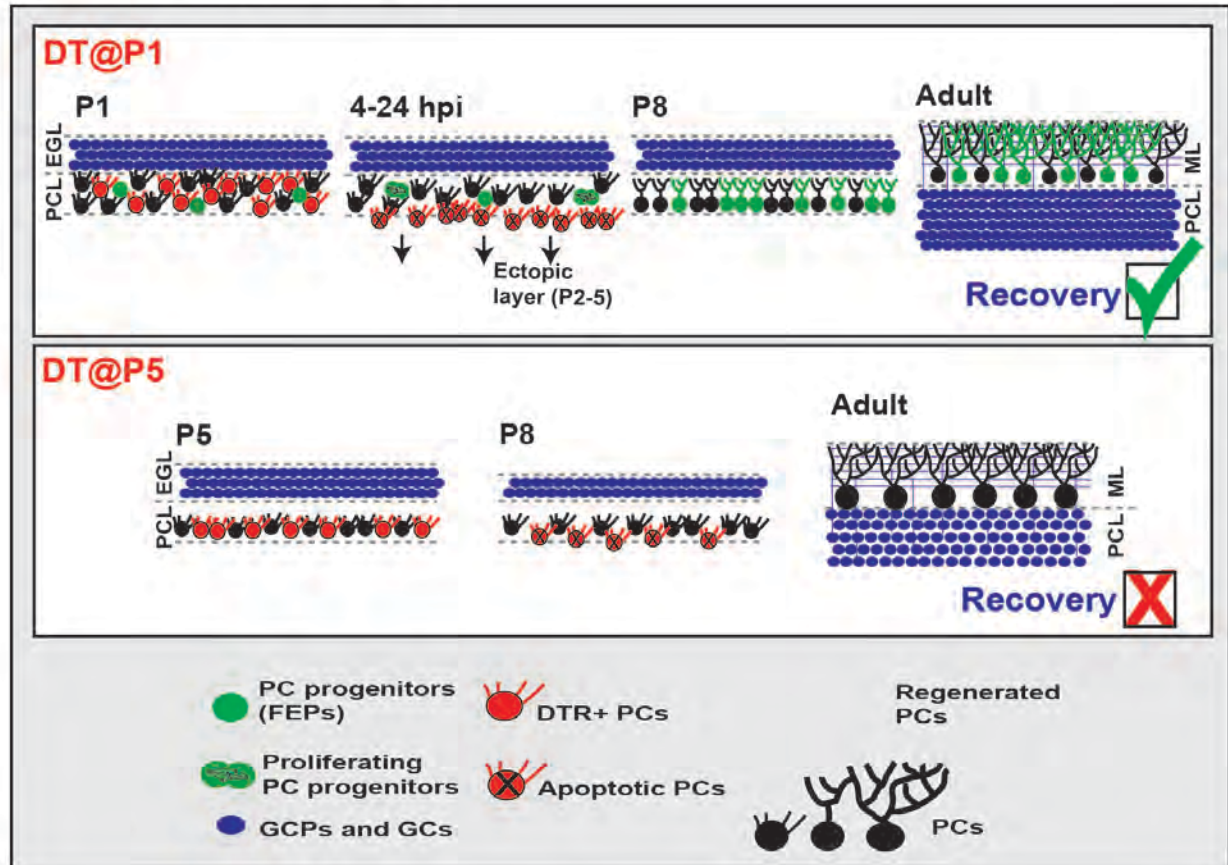 DT@P1
P1
4-24 hpi
P8
Adult
EGL
PCL
ML
PCL
Ectopic
layer (P2-5)
Recovery
DT@P5
P5
P8
Adult
EGL
PCL
ML
PCL
Recovery
PC progenitors
(FEPs)
DTR+ PCs
Regenerated
PCs
Proliferating
PC progenitors
Apoptotic PCs
GCPs and GCs
PCs